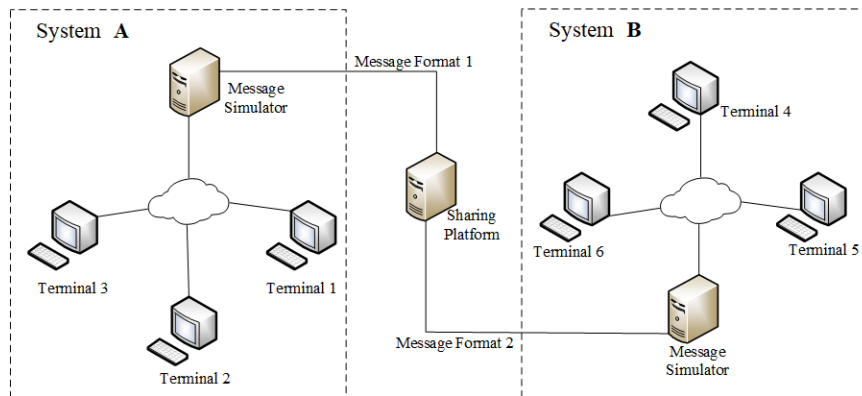 System A
Message
Simulator
Terminal 3
Terminal 1
Terminal 2
Message Format 1
Sharing
Platform
Message Format 2
System B
Terminal 4
Terminal 6
Terminal 5
Message
Simulator